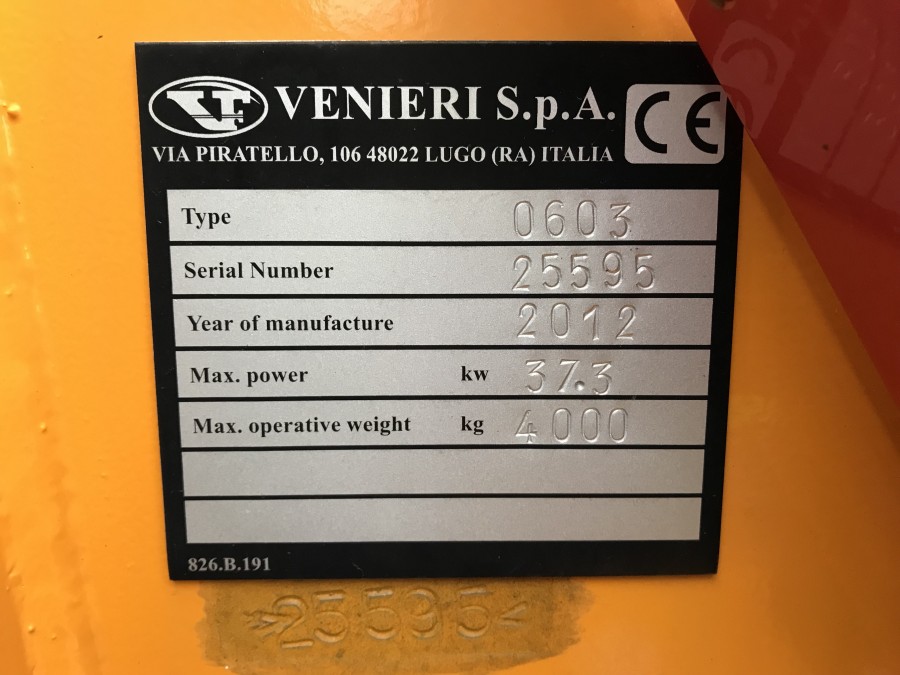 VF VENIERI S.p.A. CE
VIA PIRATELLO, 106 48022 LUGO (RA) ITALIA
Type 0603
Serial Number 25595
Year of manufacture 2012
Max. power kw 37.3
Max. operative weight kg 4000
826.B.191
25595